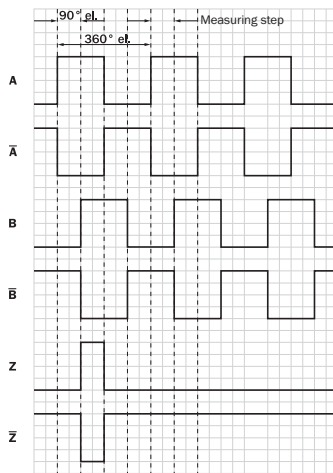 90° el.
Measuring step
360° el.
A
A̅
B
B̅
Z
Z̅